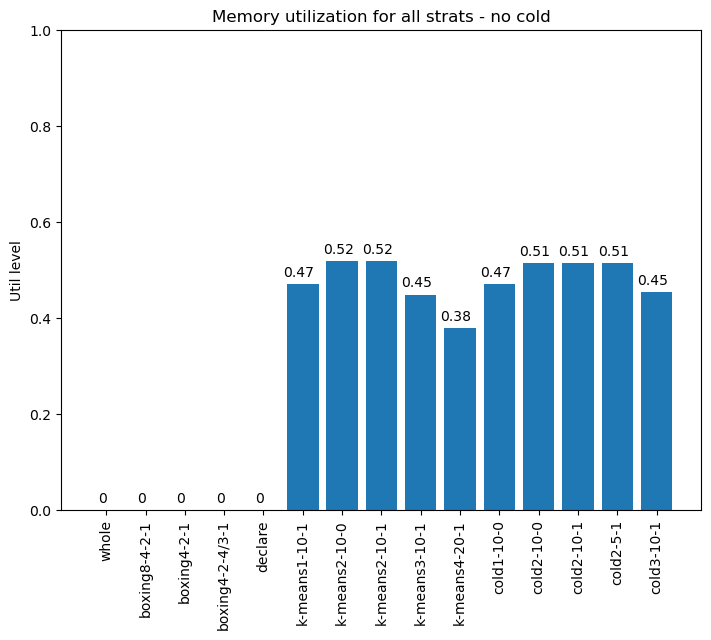 Memory utilization for all strats - no cold
1.0
0.8
0.6
0.4
0.2
0.0
Util level
0 0 0 0 0 0.47 0.52 0.52 0.45 0.38 0.47 0.51 0.51 0.51 0.45
whole
boxing8-4-2-1
boxing4-2-1
boxing4-2-4/3-1
declare
k-means1-10-1
k-means2-10-0
k-means2-10-1
k-means3-10-1
k-means4-20-1
cold1-10-0
cold2-10-0
cold2-10-1
cold2-5-1
cold3-10-1